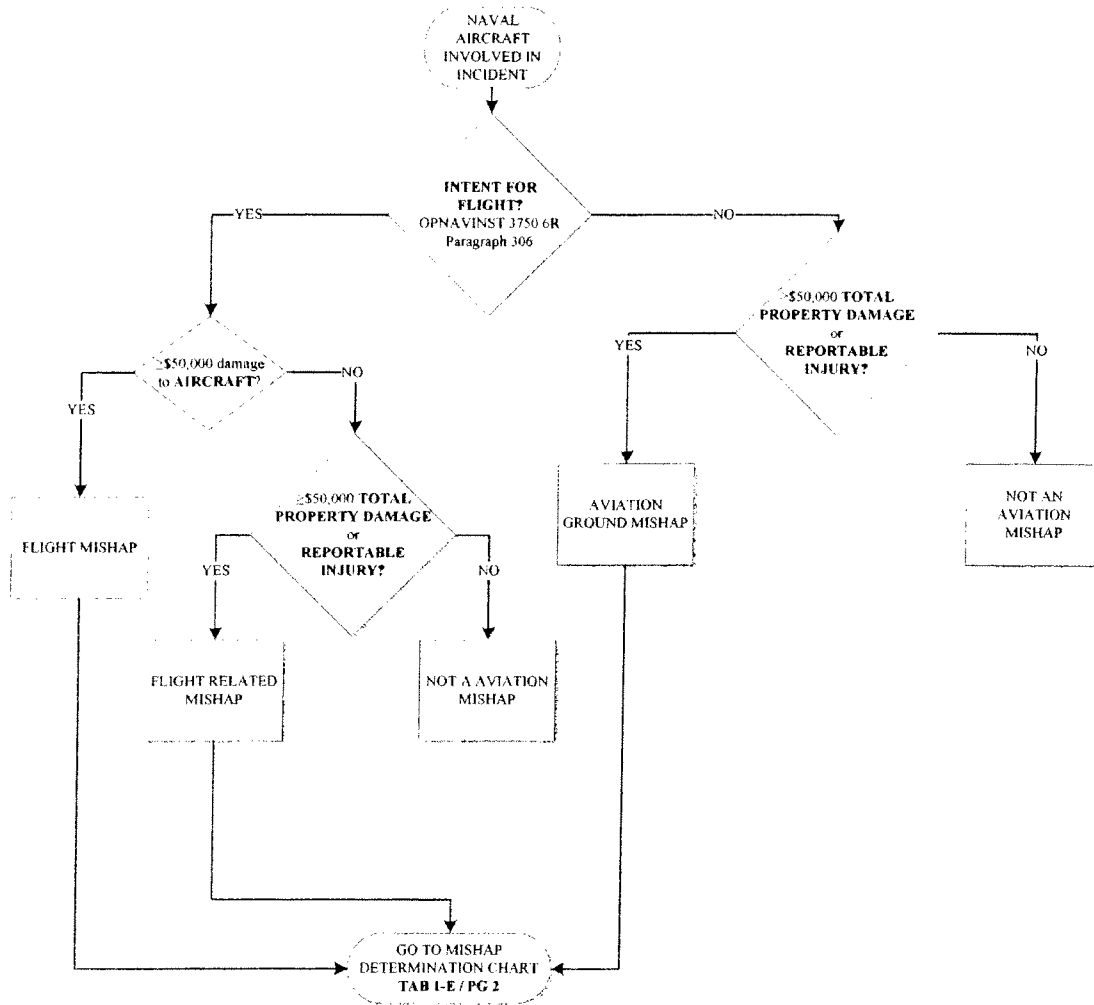 NAVAL
AIRCRAFT
INVOLVED IN
INCIDENT
INTENT FOR
FLIGHT?
OPNAVINST 3750 6R
Paragraph 306
YES
NO
≥$50,000 damage
to AIRCRAFT?
YES
NO
≥$50,000 TOTAL
PROPERTY DAMAGE
or
REPORTABLE
INJURY?
YES
NO
≥$50,000 TOTAL
PROPERTY DAMAGE
or
REPORTABLE
INJURY?
YES
NO
FLIGHT MISHAP
AVIATION
GROUND MISHAP
NOT AN
AVIATION
MISHAP
FLIGHT RELATED
MISHAP
NOT A AVIATION
MISHAP
GO TO MISHAP
DETERMINATION CHART
TAB 1-E / PG 2